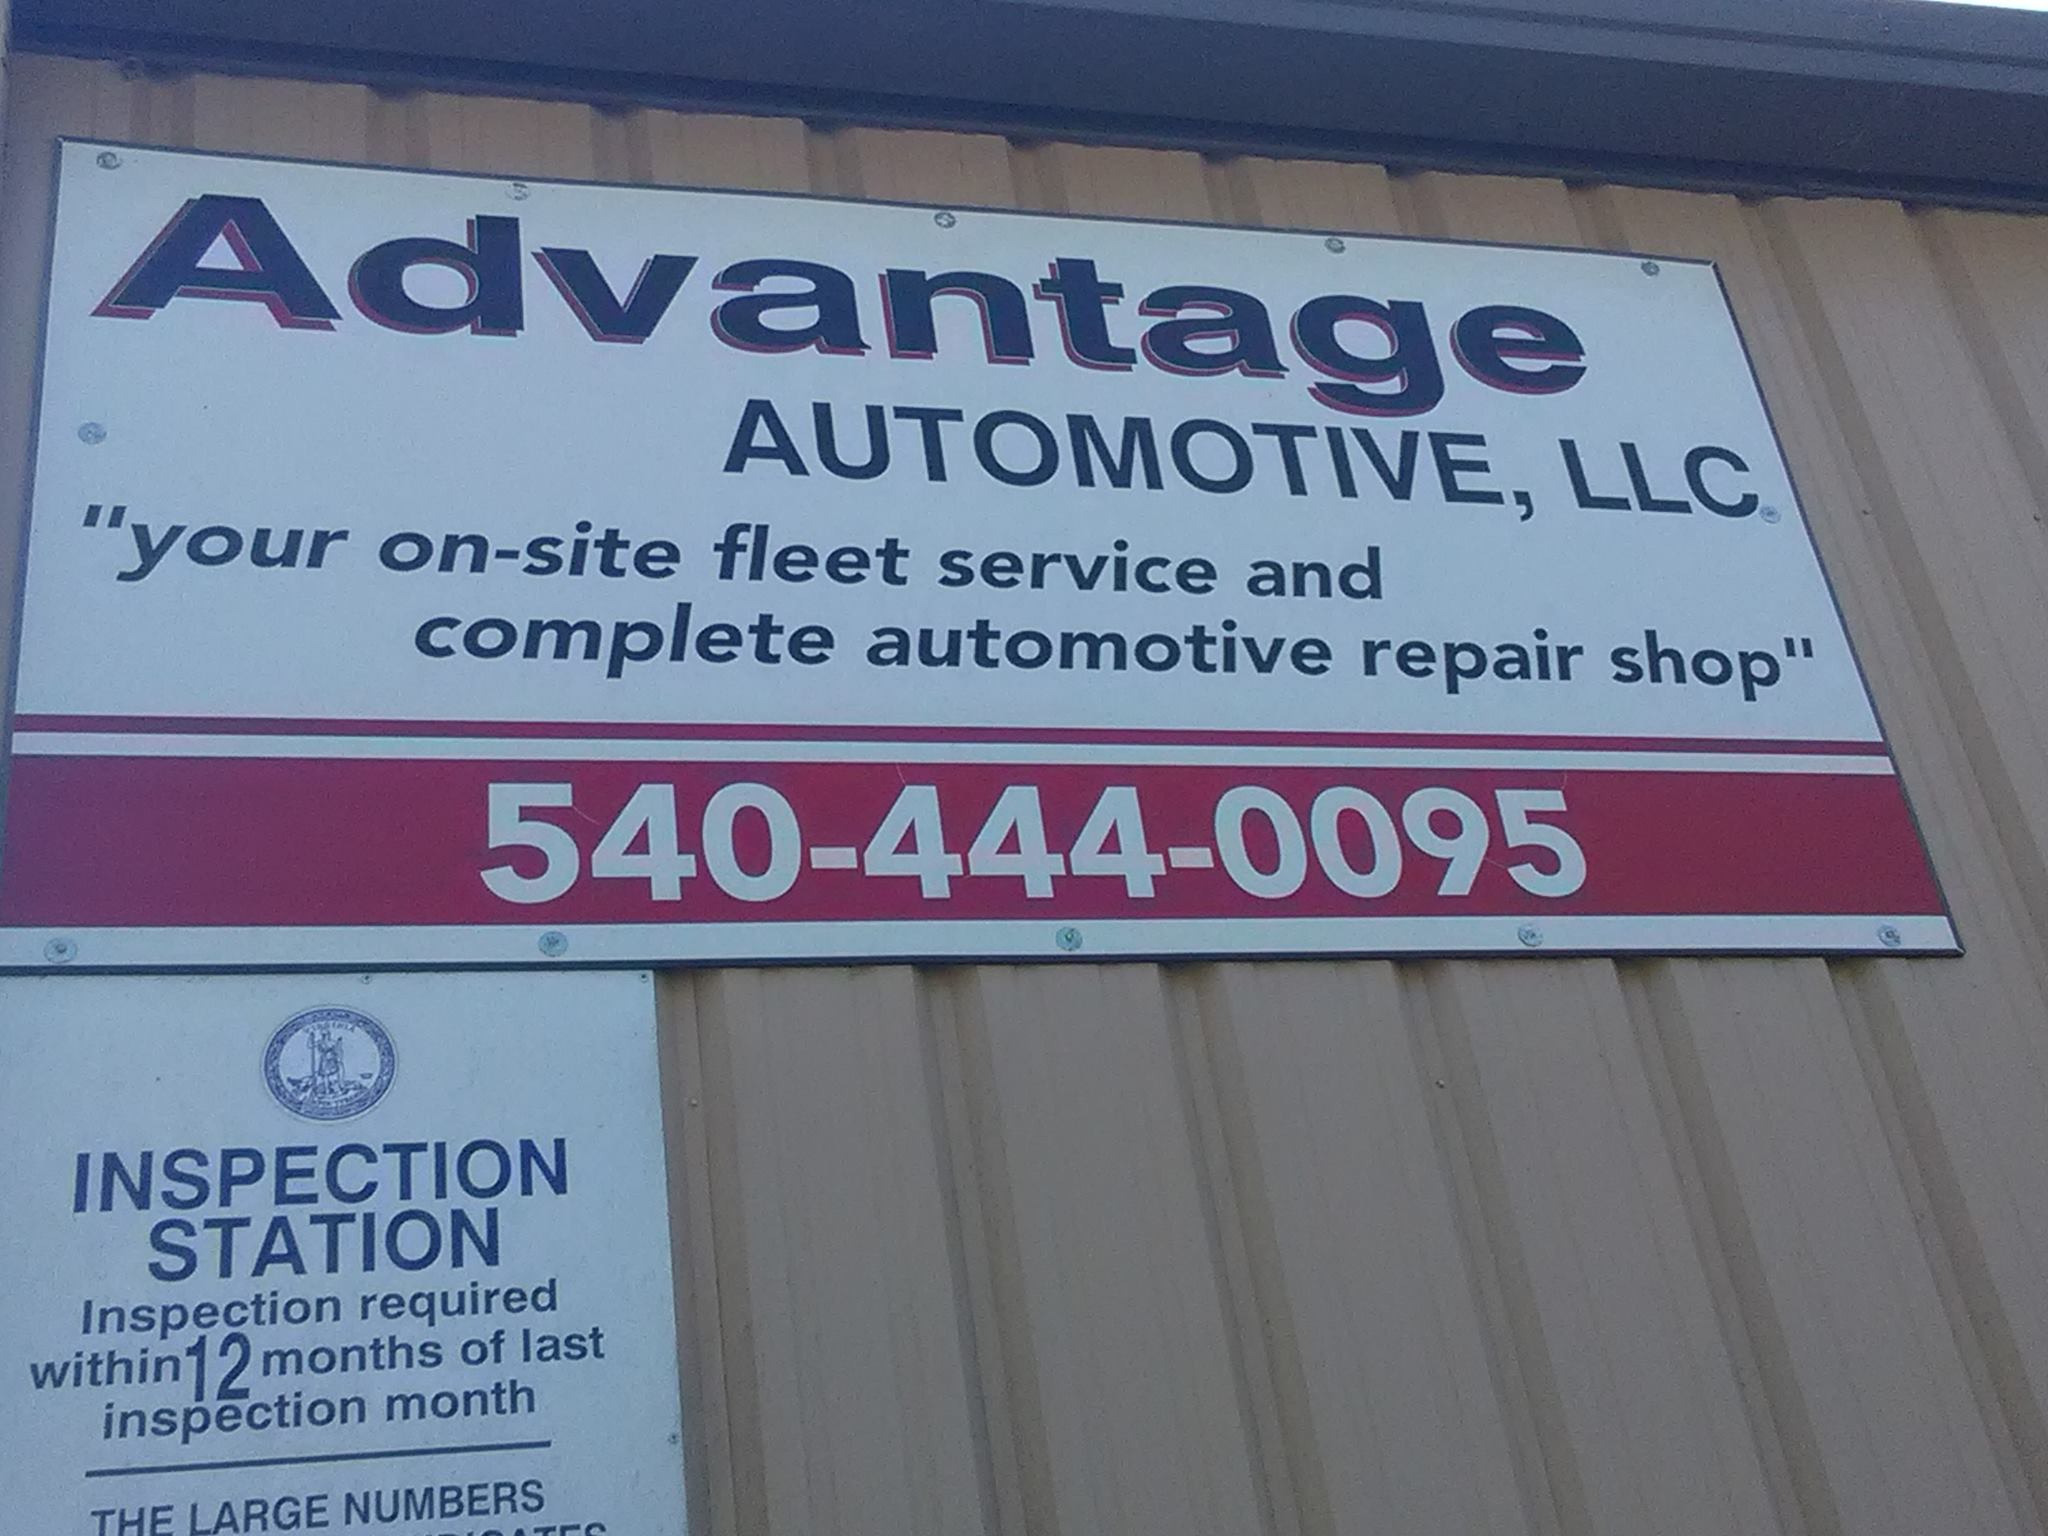 Advantage
AUTOMOTIVE, LLC
"your on-site fleet service and
complete automotive repair shop"
540-444-0095
VIRGINIA
INSPECTION
STATION
Inspection required
within 12 months of last
inspection month
THE LARGE NUMBERS